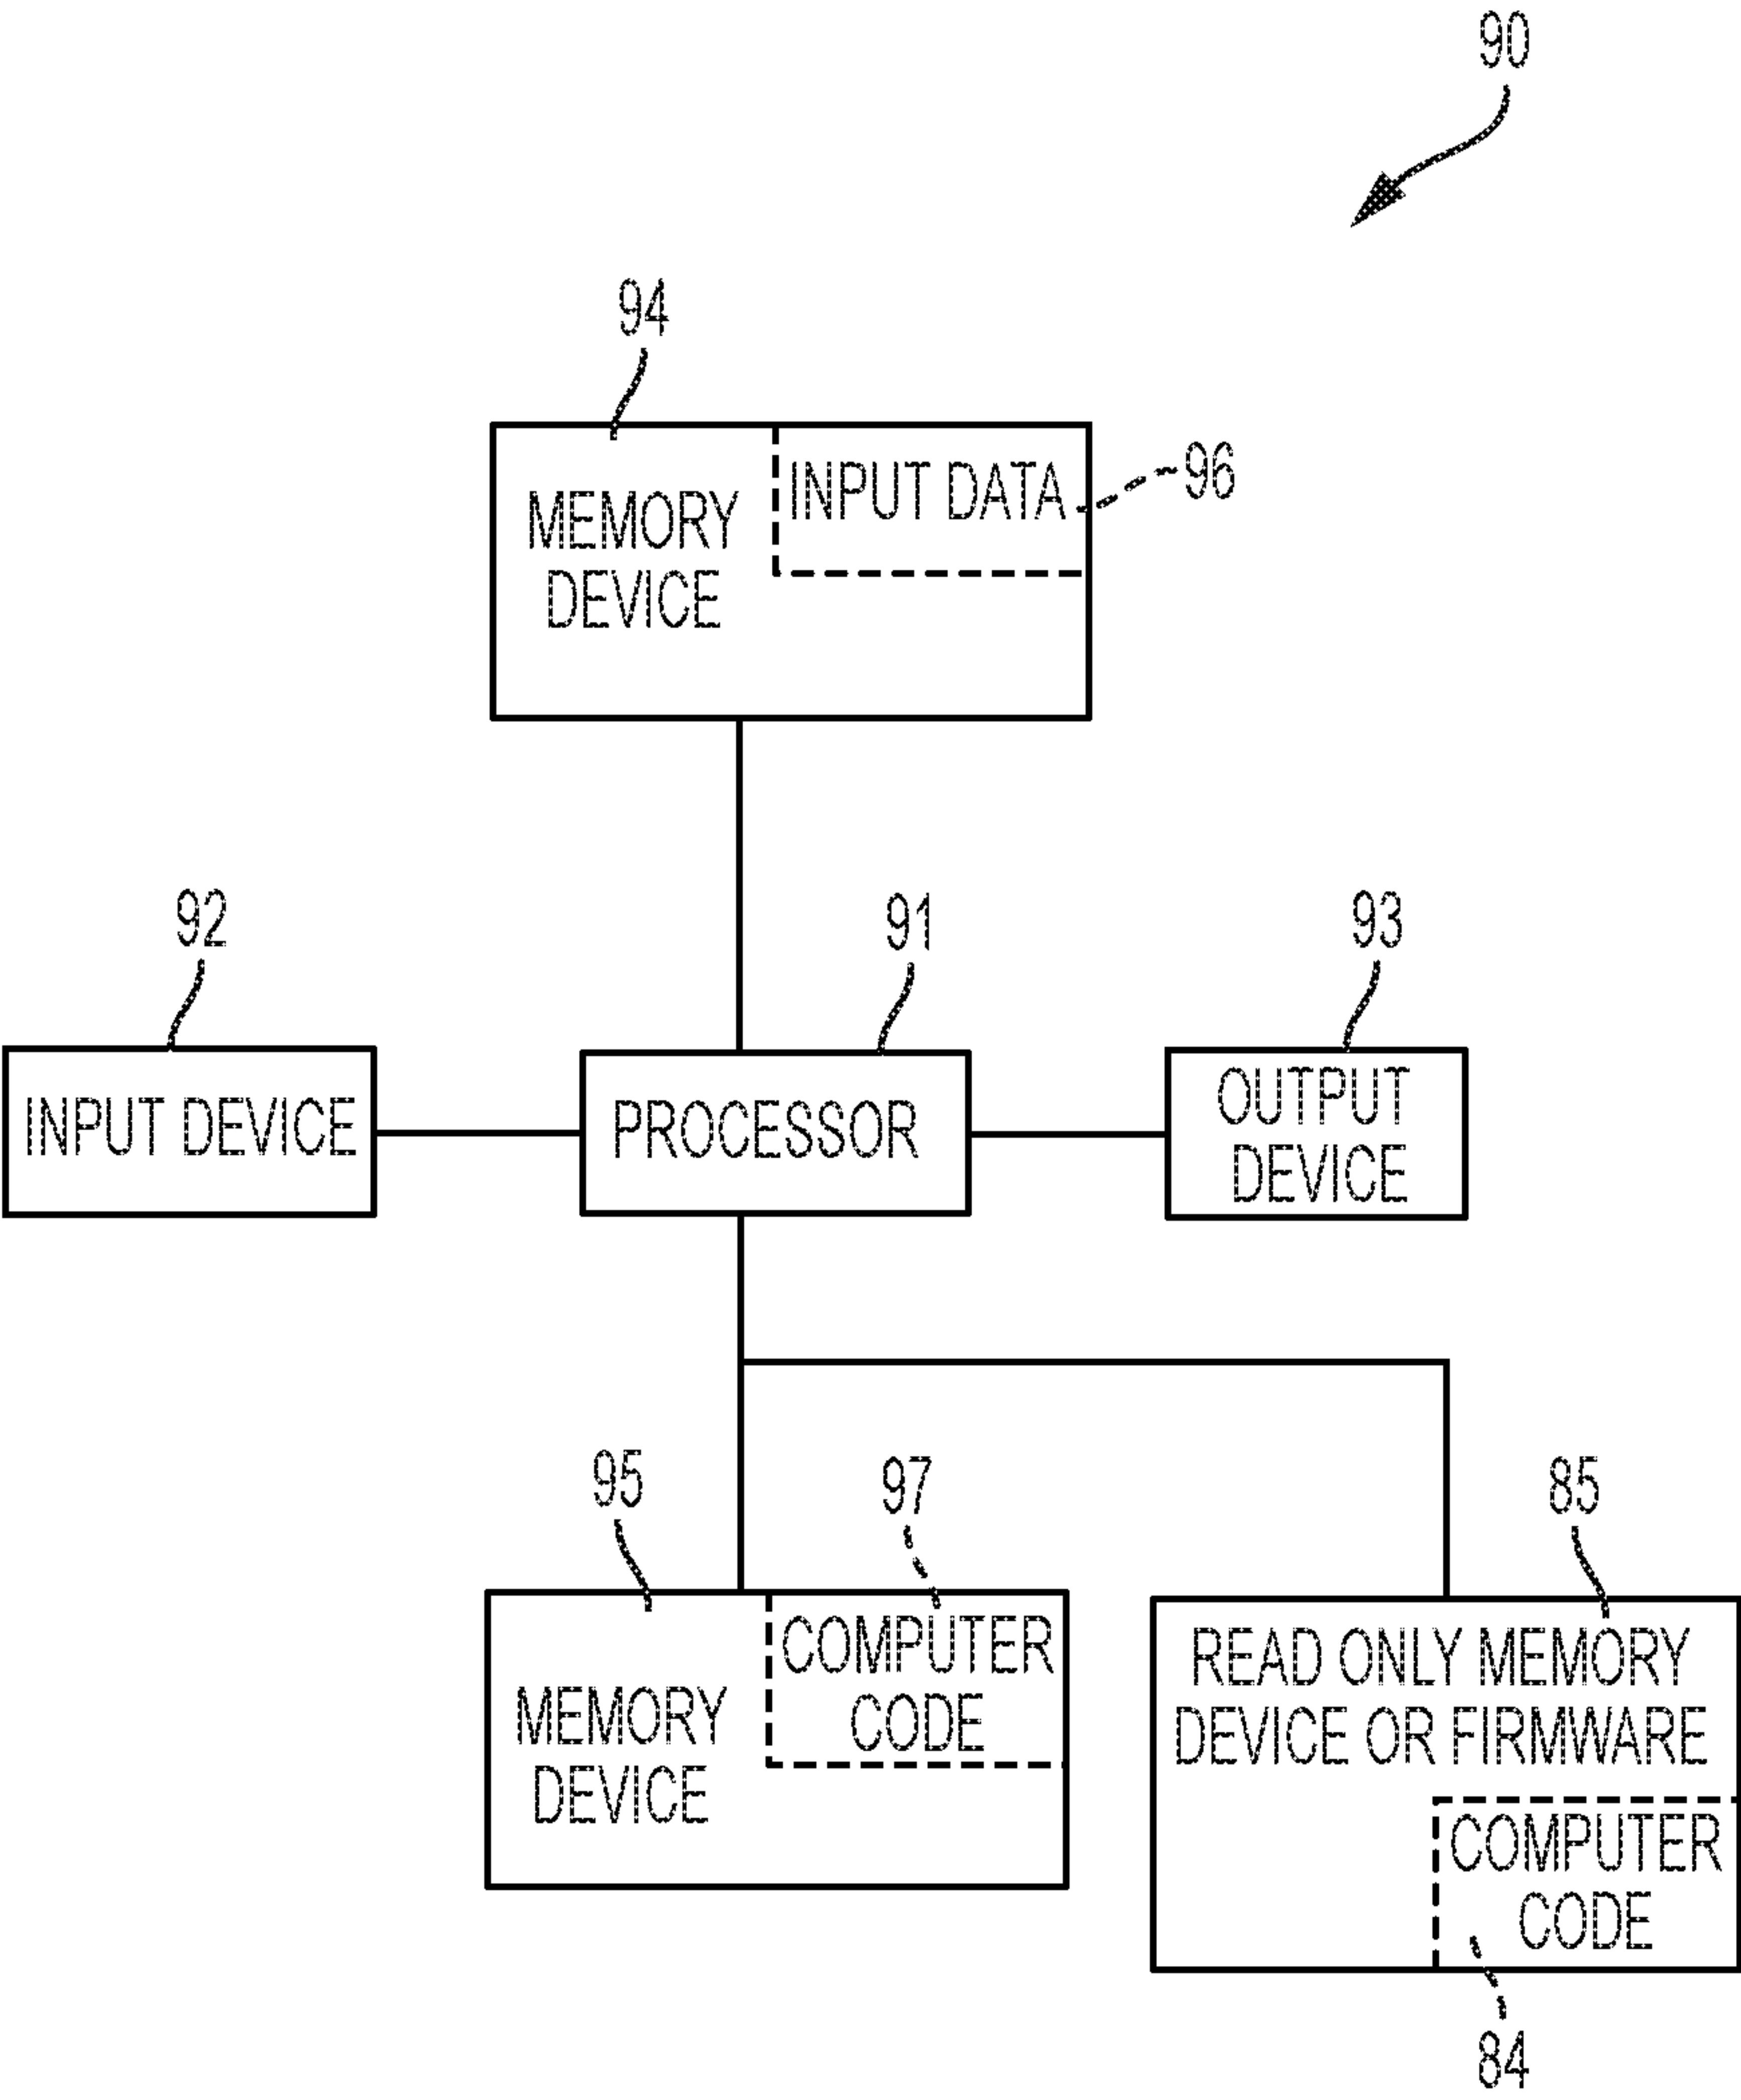 90
94
MEMORY
DEVICE
INPUT DATA
96
92
INPUT DEVICE
91
PROCESSOR
93
OUTPUT
DEVICE
95
MEMORY
DEVICE
97
COMPUTER
CODE
85
READ ONLY MEMORY
DEVICE OR FIRMWARE
COMPUTER
CODE
84